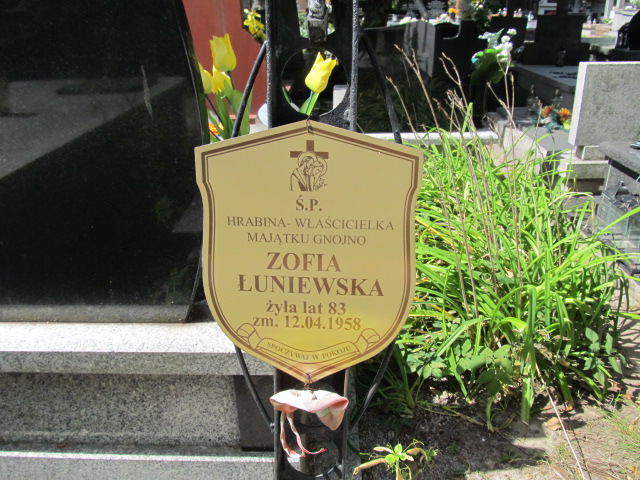 Ś.P.
HRABINA- WŁAŚCICIELKA
MAJĄTKU GNOJNO
ZOFIA
ŁUNIEWSKA
żyła lat 83
zm. 12.04.1958
SPOCZYWAJ W POKOJU